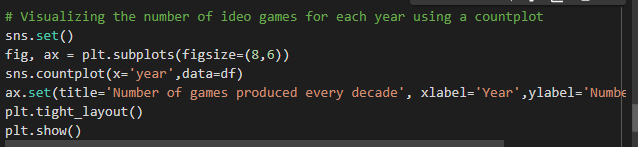 # Visualizing the number of ideo games for each year using a countplot
sns.set()
fig, ax = plt.subplots(figsize=(8,6))
sns.countplot(x='year',data=df)
ax.set(title='Number of games produced every decade', xlabel='Year',ylabel='Numbe
plt.tight_layout()
plt.show()